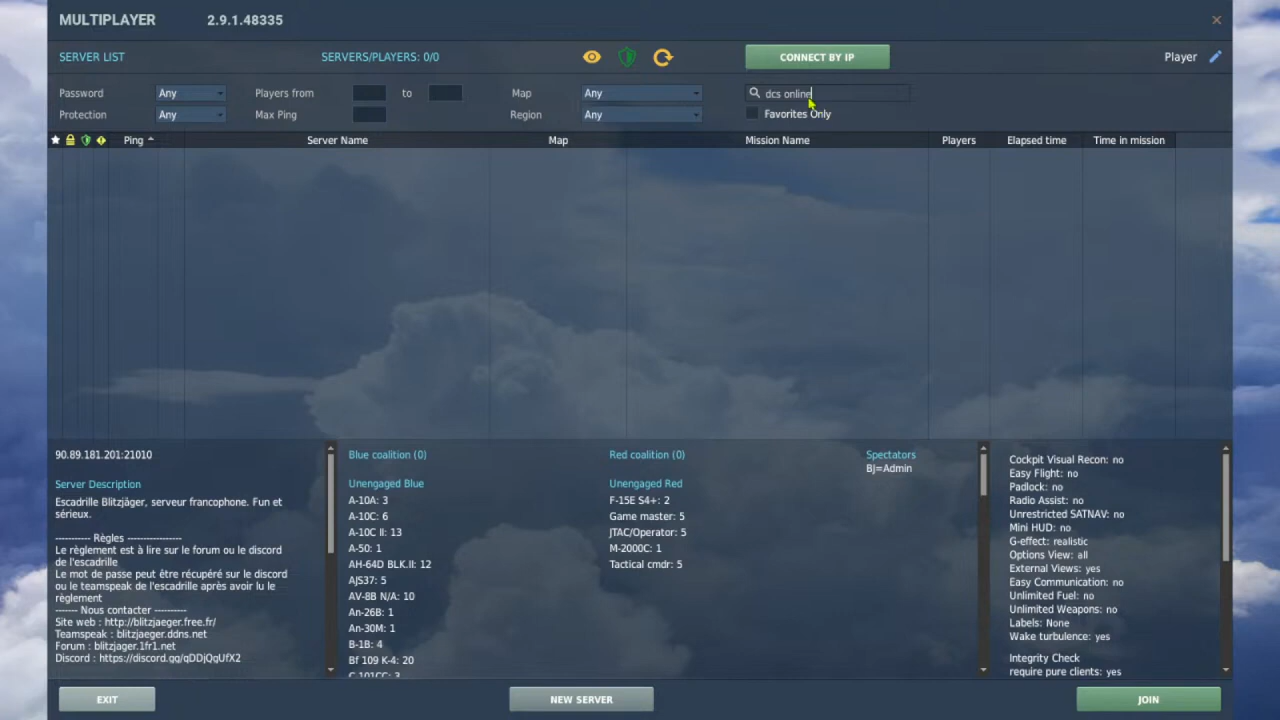 MULTIPLAYER 2.9.1.48335
SERVER LIST SERVERS/PLAYERS: 0/0 CONNECT BY IP Player
Password Any Players from to Map Any dcs online
Protection Any Max Ping Region Any Favorites Only
Ping Server Name Map Mission Name Players Elapsed time Time in mission
90.89.181.201:21010
Server Description
Escadrille Blitzjäger, serveur francophone. Fun et
sérieux.
----------- Règles ----------------
Le règlement est à lire sur le forum ou le discord
de l'escadrille
Le mot de passe peut être récupéré sur le discord
ou le teamspeak de l'escadrille après avoir lu le
règlement
------- Nous contacter ----------
Site web : http://blitzjaeger.free.fr/
Teamspeak : blitzjaeger.ddns.net
Forum : blitzjager.1fr1.net
Discord : https://discord.gg/qDDjQgUfX2
Blue coalition (0)
Unengaged Blue
A-10A: 3
A-10C: 6
A-10C II: 13
A-50: 1
AH-64D BLK.II: 12
AJS37: 5
AV-8B N/A: 10
An-26B: 1
An-30M: 1
B-1B: 4
Bf 109 K-4: 20
C-101CC: 3
Red coalition (0)
Unengaged Red
F-15E S4+: 2
Game master: 5
JTAC/Operator: 5
M-2000C: 1
Tactical cmdr: 5
Spectators
BJ=Admin
Cockpit Visual Recon: no
Easy Flight: no
Padlock: no
Radio Assist: no
Unrestricted SATNAV: no
Mini HUD: no
G-effect: realistic
Options View: all
External Views: yes
Easy Communication: no
Unlimited Fuel: no
Unlimited Weapons: no
Labels: None
Wake turbulence: yes
Integrity Check
require pure clients: yes
EXIT NEW SERVER JOIN